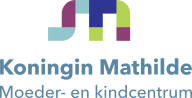 Koningin Mathilde
Moeder- en kindcentrum